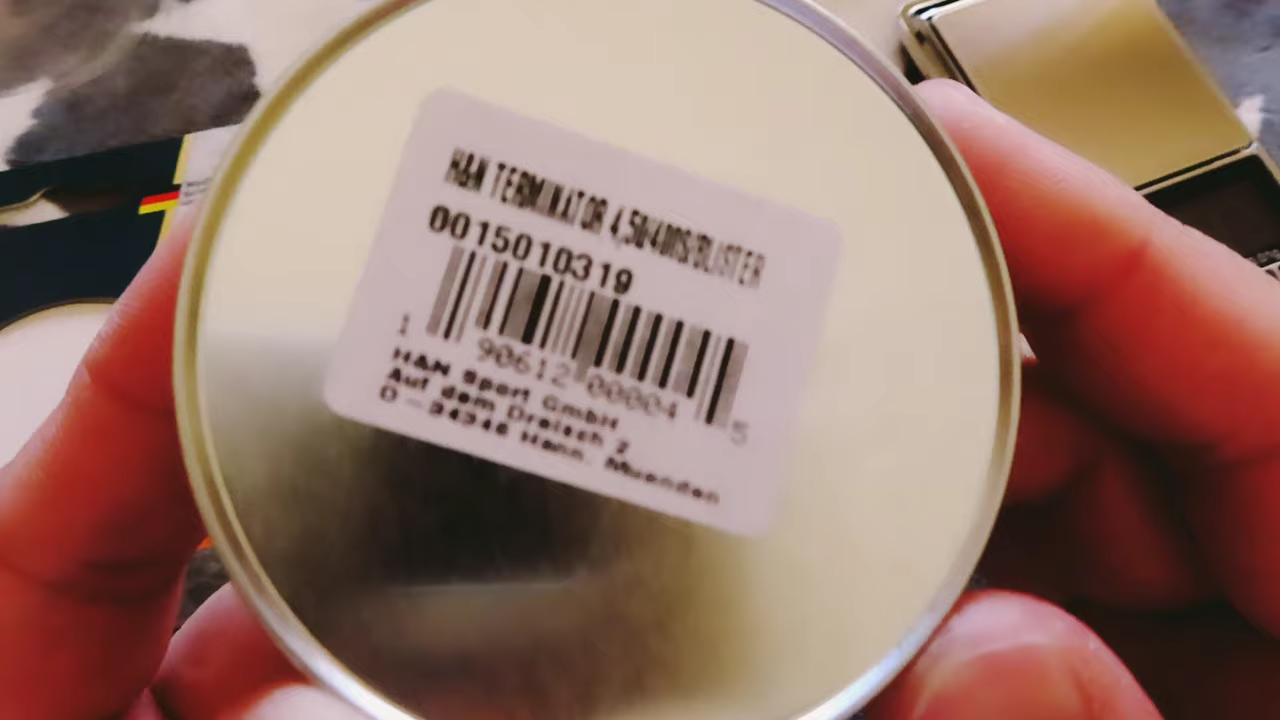 H&N TERMINATOR 4,50/400S/BLISTER
0015010319
1 90612 00004 5
H&N Sport GmbH
Auf dem Dreisch 2
D-34346 Hann. Muenden